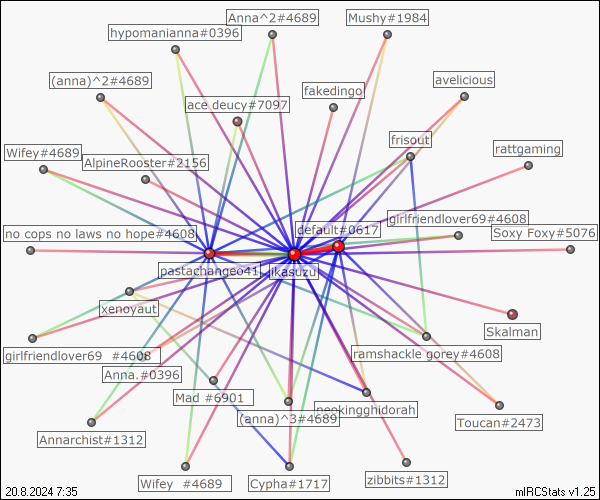 Anna^2#4689
Mushy#1984
hypomanianna#0396
(anna)^2#4689
avelicious
fakedingo
ace deucy#7097
frisout
rattgaming
Wifey#4689
AlpineRooster#2156
girlfriendlover69#4608
default#0617
no cops no laws no hope#4608
Soxy Foxy#5076
pastachangeo41
ikasuzu
xenoyaut
Skalman
girlfriendlover69 #4608
ramshackle gorey#4608
Anna.#0396
Mad #6901
neokingghidorah
(anna)^3#4689
Toucan#2473
Annarchist#1312
zibbits#1312
Wifey #4689
Cypha#1717
20.8.2024 7:35
mIRCStats v1.25